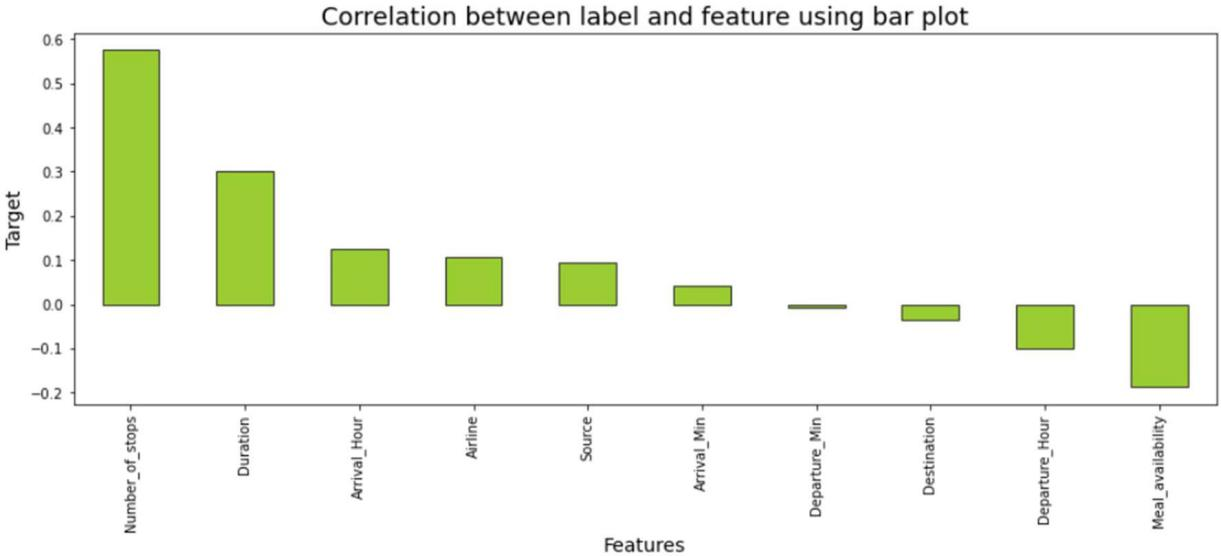 Correlation between label and feature using bar plot
Target
0.6
0.5
0.4
0.3
0.2
0.1
0.0
−0.1
−0.2
Number_of_stops
Duration
Arrival_Hour
Airline
Source
Arrival_Min
Departure_Min
Destination
Departure_Hour
Meal_availability
Features